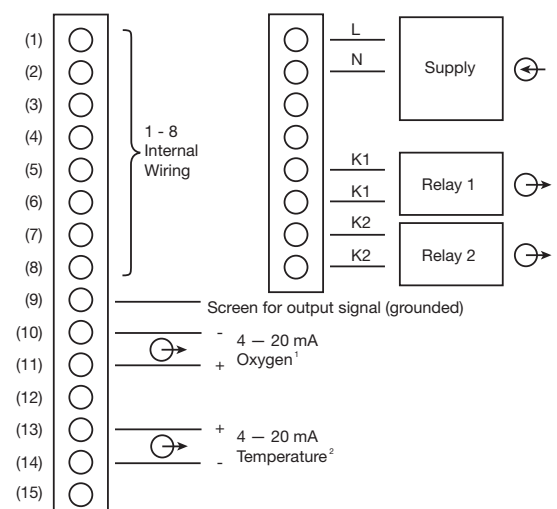 (1)
(2)
(3)
(4)
(5)
(6)
(7)
(8)
(9)
(10)
(11)
(12)
(13)
(14)
(15)
1 - 8
Internal
Wiring
L
N
Supply
K1
K1
Relay 1
K2
K2
Relay 2
Screen for output signal (grounded)
-
4 — 20 mA
Oxygen¹
+
+
4 — 20 mA
Temperature²
-